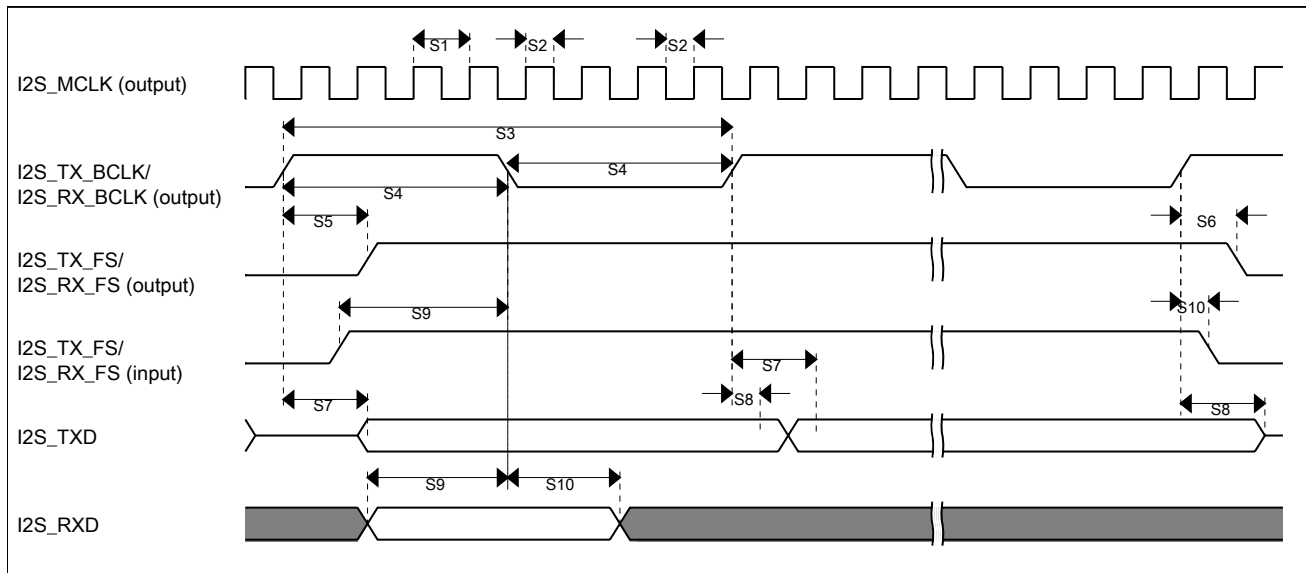 S1
S2
S2
I2S_MCLK (output)
S3
I2S_TX_BCLK/
I2S_RX_BCLK (output)
S4
S4
S5
S6
I2S_TX_FS/
I2S_RX_FS (output)
S9
S10
I2S_TX_FS/
I2S_RX_FS (input)
S7
S8
S7
S8
I2S_TXD
S9
S10
I2S_RXD